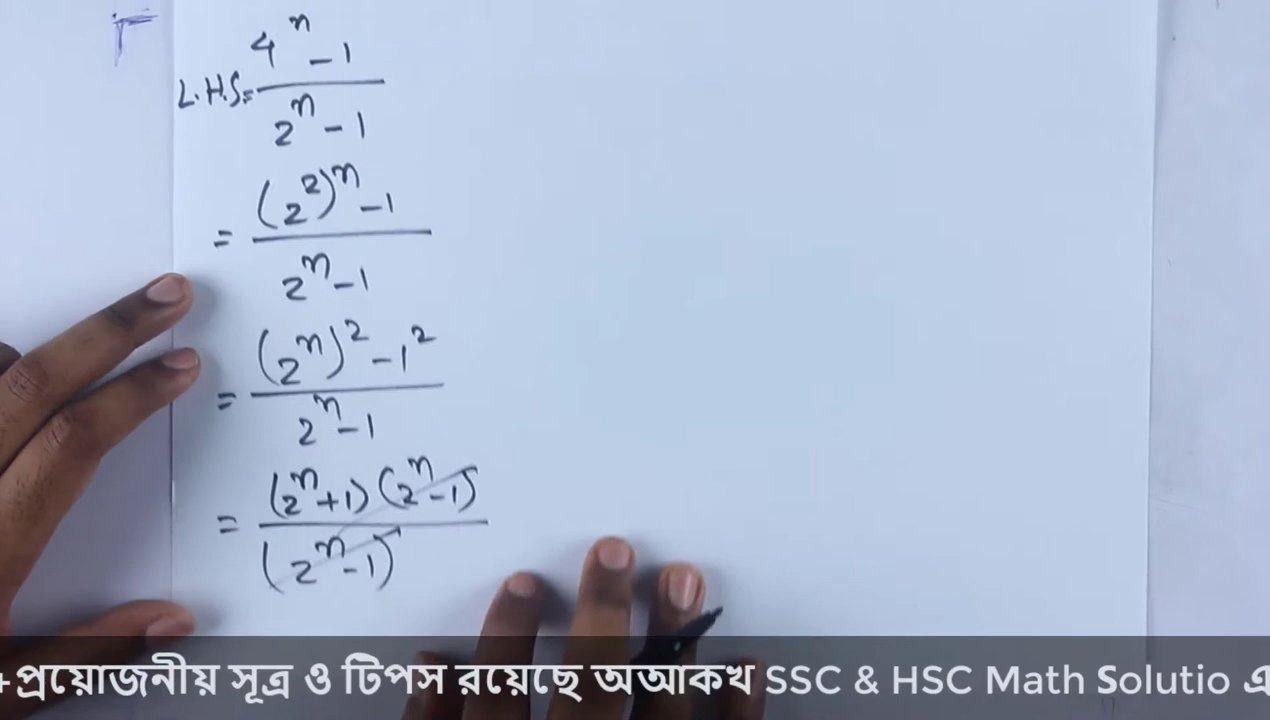 L.H.S = (4^n - 1) / (2^n - 1)
= ((2^2)^n - 1) / (2^n - 1)
= ((2^n)^2 - 1^2) / (2^n - 1)
= ((2^n + 1)(2^n - 1)) / (2^n - 1)
+প্রয়োজনীয় সূত্র ও টিপস রয়েছে অআকখ SSC & HSC Math Solutio এ